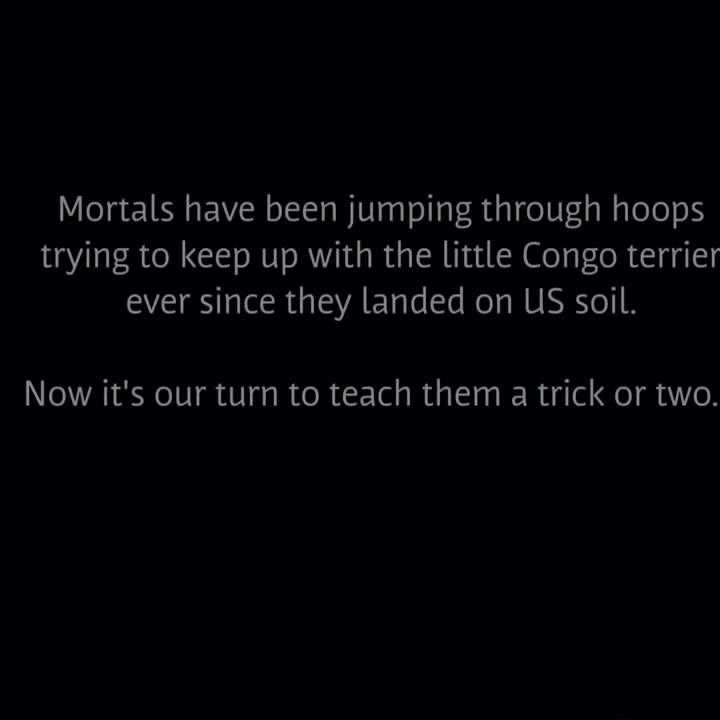 Mortals have been jumping through hoops
trying to keep up with the little Congo terrier
ever since they landed on US soil.
Now it's our turn to teach them a trick or two.